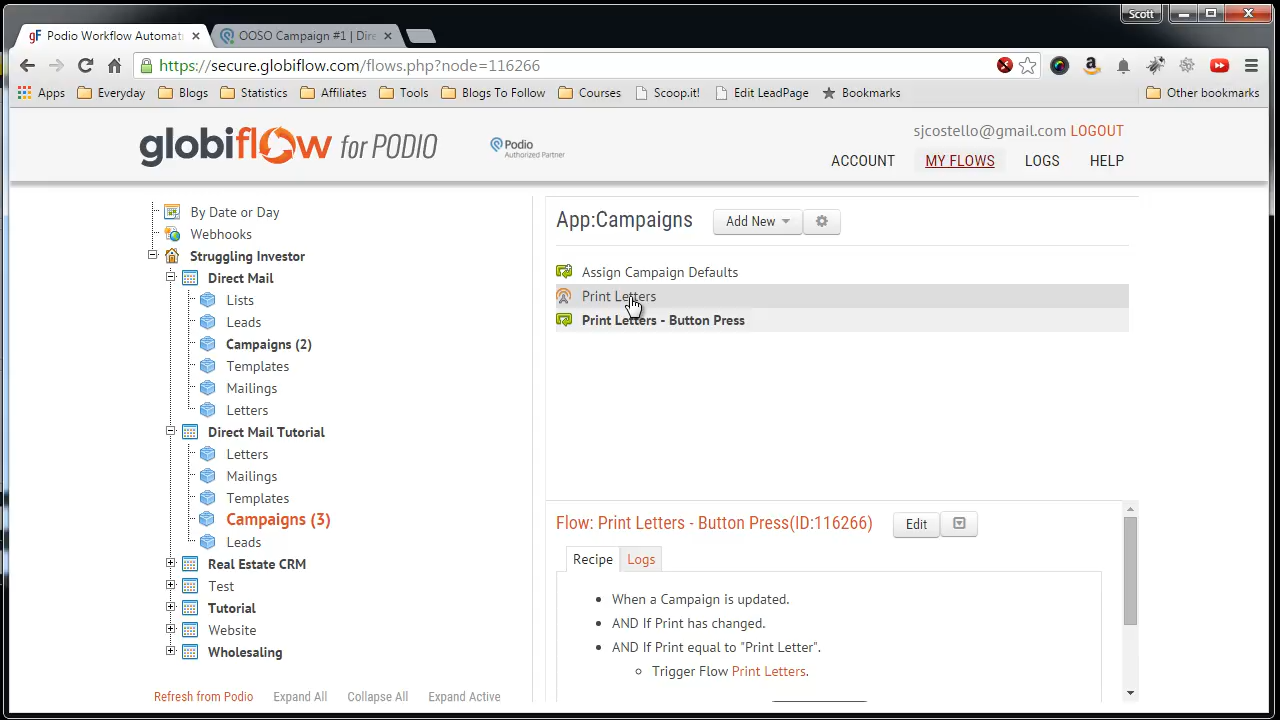 Scott
gF Podio Workflow Automat
OOSO Campaign #1 | Dire
https://secure.globiflow.com/flows.php?node=116266
Apps Everyday Blogs Statistics Affiliates Tools Blogs To Follow Courses Scoop.it! Edit LeadPage Bookmarks Other bookmarks
globiflow for PODIO
Podio
Authorized Partner
sjcostello@gmail.com LOGOUT
ACCOUNT MY FLOWS LOGS HELP
By Date or Day
Webhooks
Struggling Investor
Direct Mail
Lists
Leads
Campaigns (2)
Templates
Mailings
Letters
Direct Mail Tutorial
Letters
Mailings
Templates
Campaigns (3)
Leads
Real Estate CRM
Test
Tutorial
Website
Wholesaling
Refresh from Podio Expand All Collapse All Expand Active
App:Campaigns Add New
Assign Campaign Defaults
Print Letters
Print Letters - Button Press
Flow: Print Letters - Button Press(ID:116266) Edit
Recipe Logs
When a Campaign is updated.
AND If Print has changed.
AND If Print equal to "Print Letter".
Trigger Flow Print Letters.